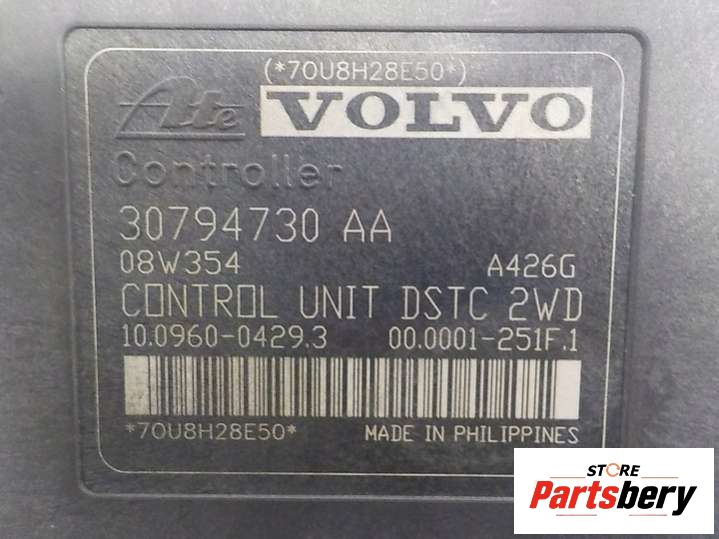 (*70U8H28E50*)
Ate VOLVO
Controller
30794730 AA
08W354 A426G
CONTROL UNIT DSTC 2WD
10.0960-0429.3 00.0001-251F.1
*70U8H28E50* MADE IN PHILIPPINES
STORE
Partsbery